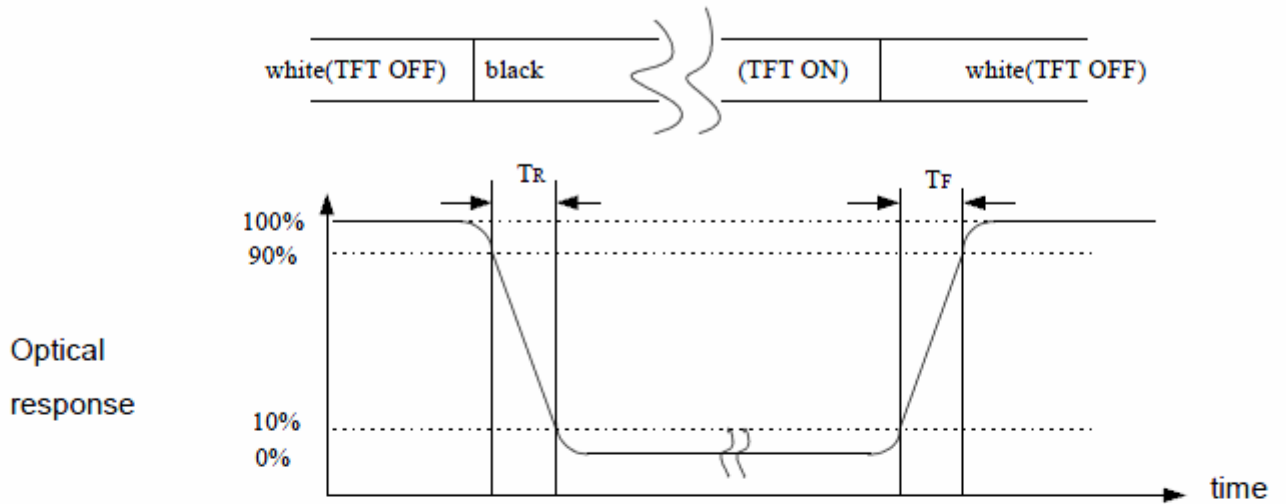 white(TFT OFF) black (TFT ON) white(TFT OFF)
TR TF
100%
90%
Optical
response
10%
0%
time